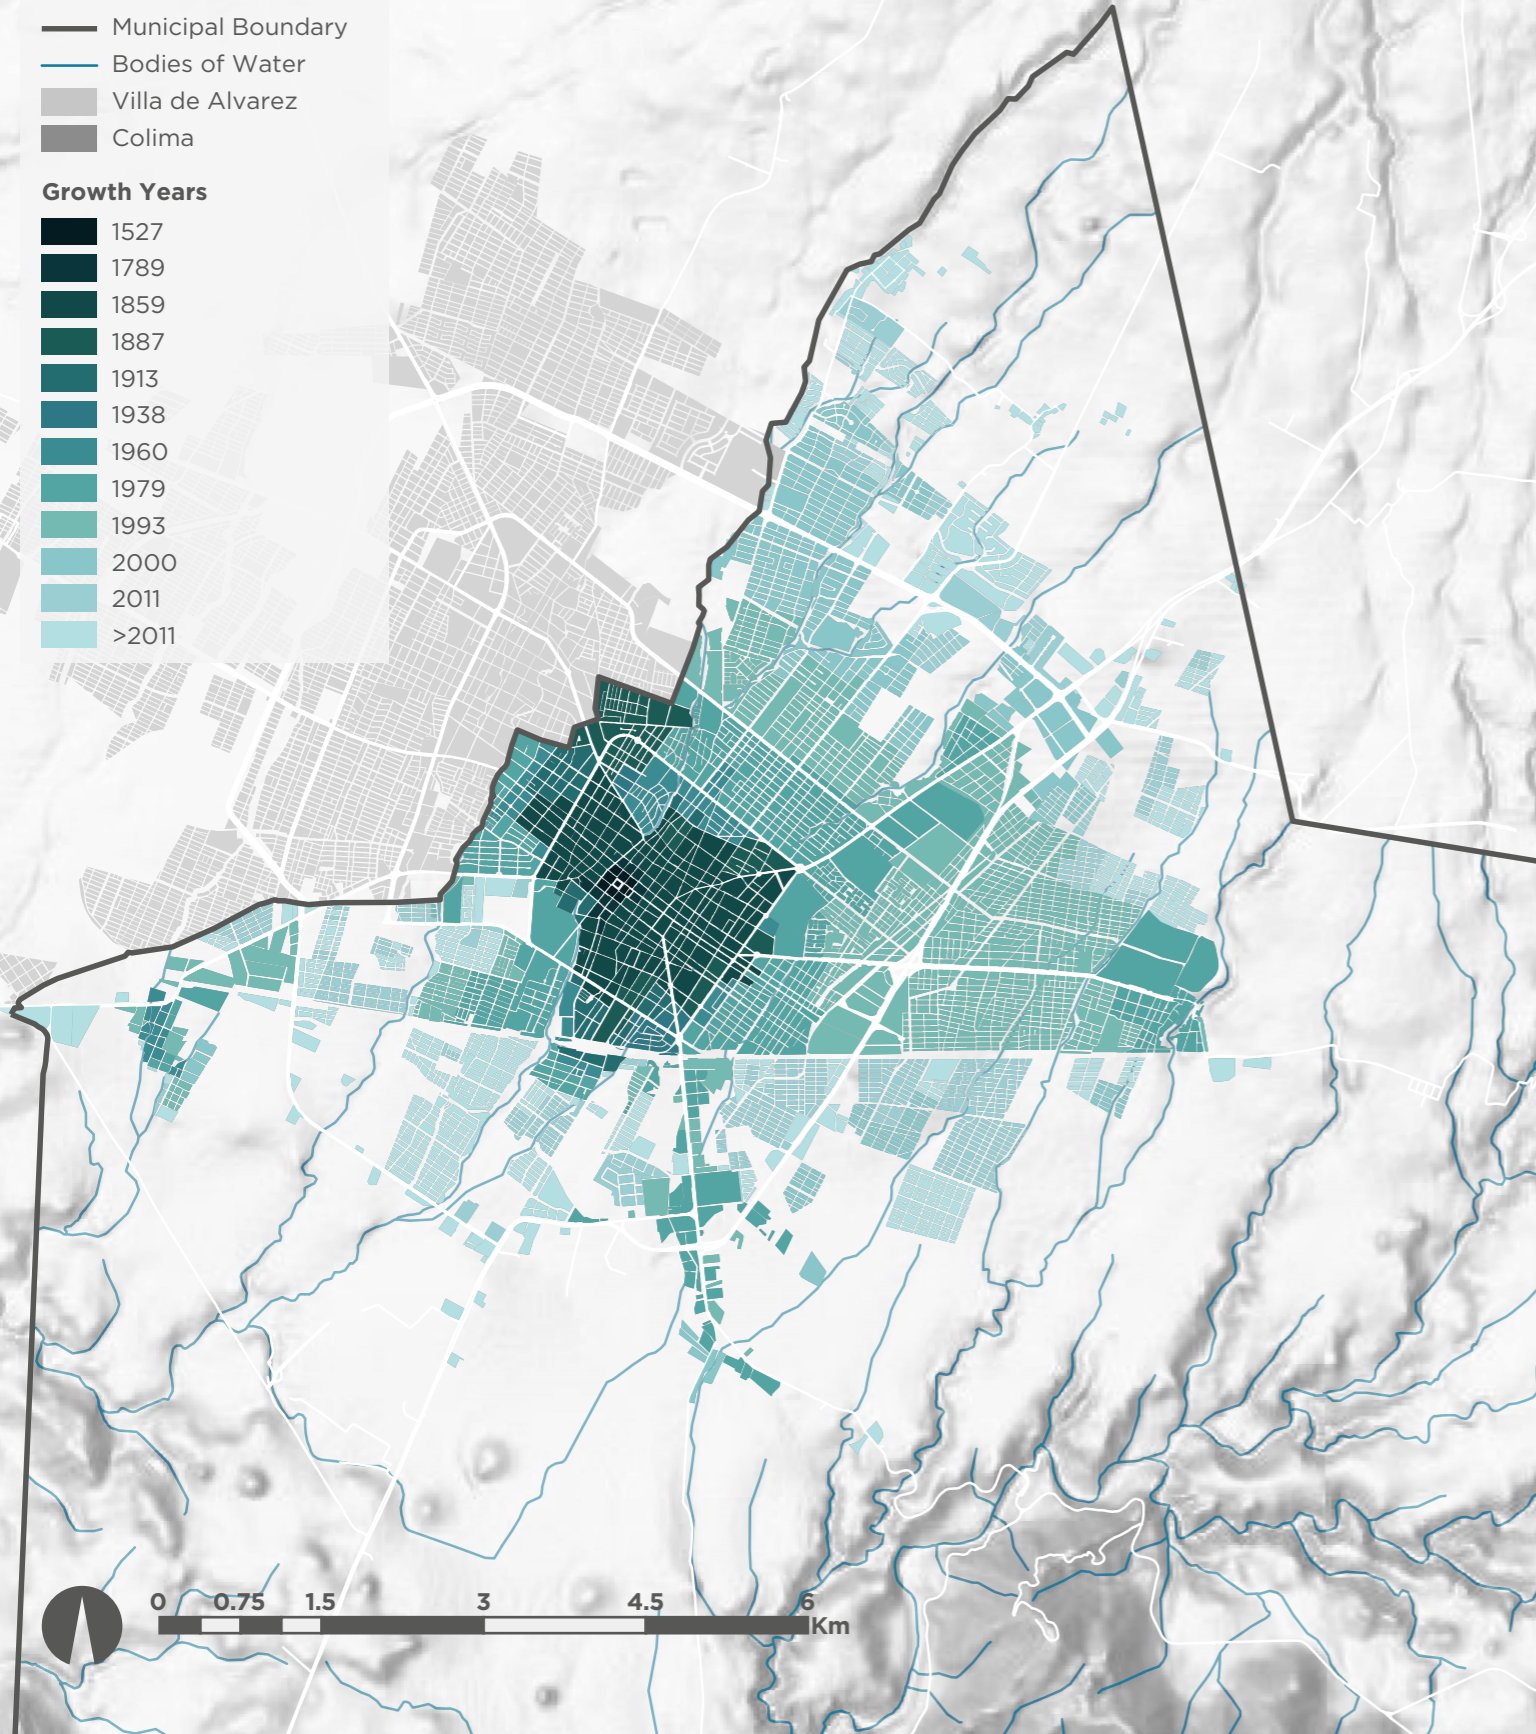 Municipal Boundary
Bodies of Water
Villa de Alvarez
Colima
Growth Years
1527
1789
1859
1887
1913
1938
1960
1979
1993
2000
2011
>2011
0 0.75 1.5 3 4.5 6
Km